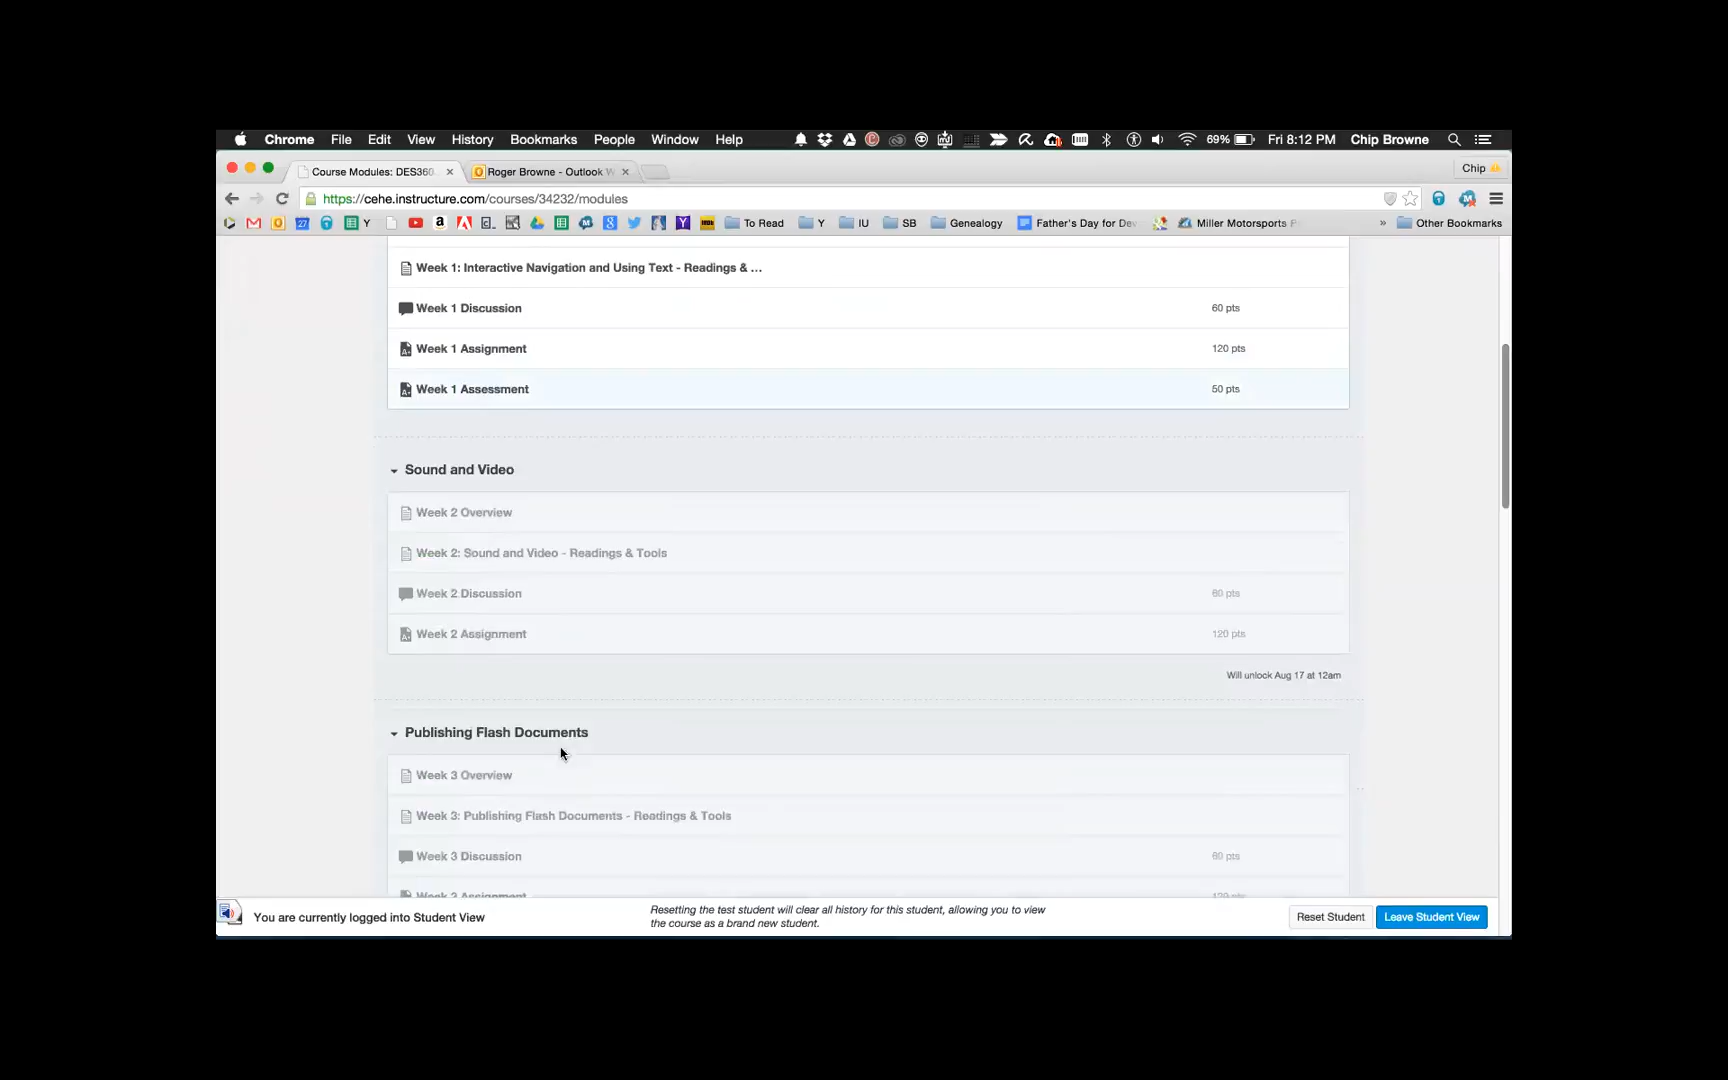 Chrome File Edit View History Bookmarks People Window Help 69% Fri 8:12 PM Chip Browne
Course Modules: DES360 Roger Browne - Outlook W Chip
https://cehe.instructure.com/courses/34232/modules
Y To Read Y IU SB Genealogy Father's Day for De Miller Motorsports P » Other Bookmarks
Week 1: Interactive Navigation and Using Text - Readings & ...
Week 1 Discussion 60 pts
Week 1 Assignment 120 pts
Week 1 Assessment 50 pts
Sound and Video
Week 2 Overview
Week 2: Sound and Video - Readings & Tools
Week 2 Discussion 60 pts
Week 2 Assignment 120 pts
Will unlock Aug 17 at 12am
Publishing Flash Documents
Week 3 Overview
Week 3: Publishing Flash Documents - Readings & Tools
Week 3 Discussion 60 pts
Week 3 Assignment 120 pts
You are currently logged into Student View
Resetting the test student will clear all history for this student, allowing you to view
the course as a brand new student.
Reset Student Leave Student View